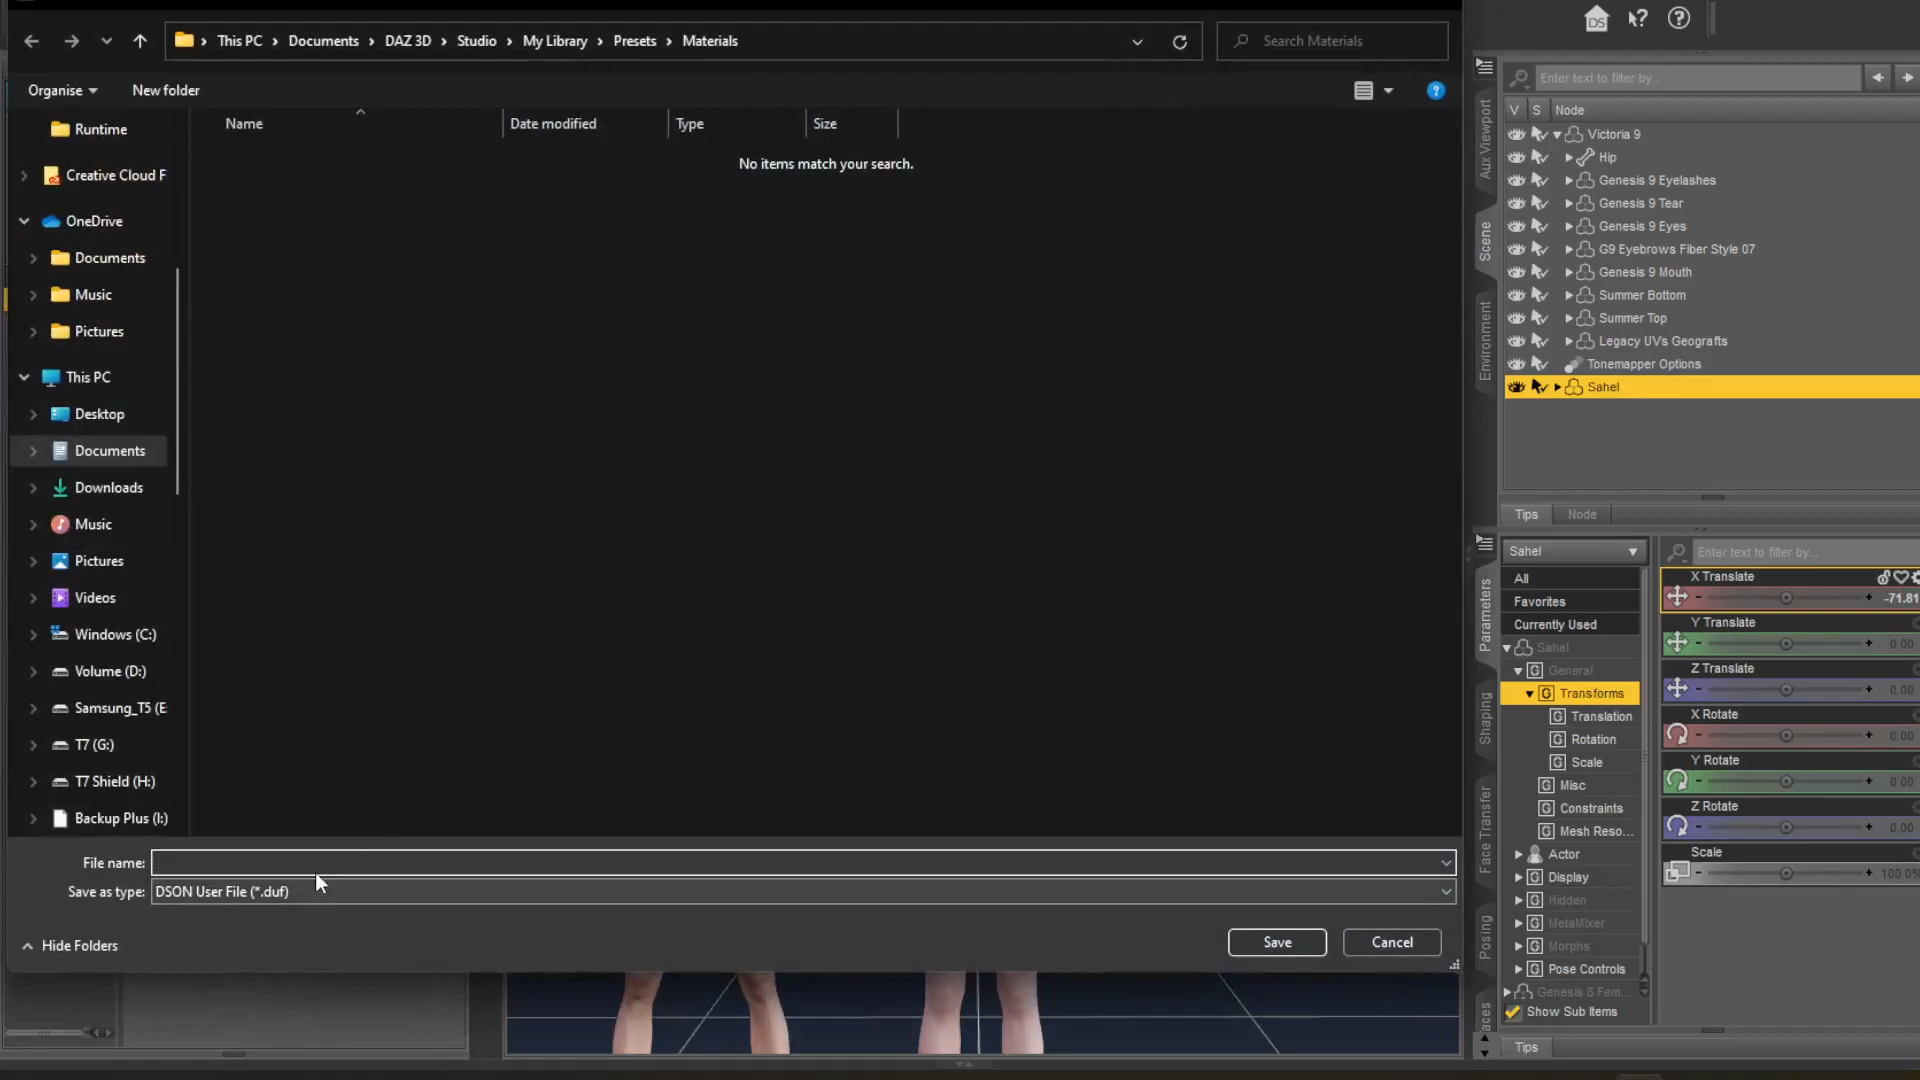 This PC > Documents > DAZ 3D > Studio > My Library > Presets > Materials
Search Materials
Organise
New folder
Name
Date modified
Type
Size
No items match your search.
Runtime
Creative Cloud F
OneDrive
Documents
Music
Pictures
This PC
Desktop
Documents
Downloads
Music
Pictures
Videos
Windows (C:)
Volume (D:)
Samsung_T5 (E
T7 (G:)
T7 Shield (H:)
Backup Plus (I:)
File name:
Save as type: DSON User File (*.duf)
Hide Folders
Save
Cancel
DS
Aux Viewport
Scene
Environment
Enter text to filter by...
V S Node
Victoria 9
Hip
Genesis 9 Eyelashes
Genesis 9 Tear
Genesis 9 Eyes
G9 Eyebrows Fiber Style 07
Genesis 9 Mouth
Summer Bottom
Summer Top
Legacy UV's Geografts
Tonemapper Options
Sahel
Tips
Node
Parameters
Shaping
Face Transfer
Posing
Sahel
All
Favorites
Currently Used
Sahel
General
Transforms
Translation
Rotation
Scale
Misc
Constraints
Mesh Reso...
Actor
Display
Hidden
MetaMixer
Morphs
Pose Controls
Genesis 8 Fem...
Show Sub Items
Tips
Enter text to filter by...
X Translate
-71.81
Y Translate
0.00
Z Translate
0.00
X Rotate
0.00
Y Rotate
0.00
Z Rotate
0.00
Scale
100.0%